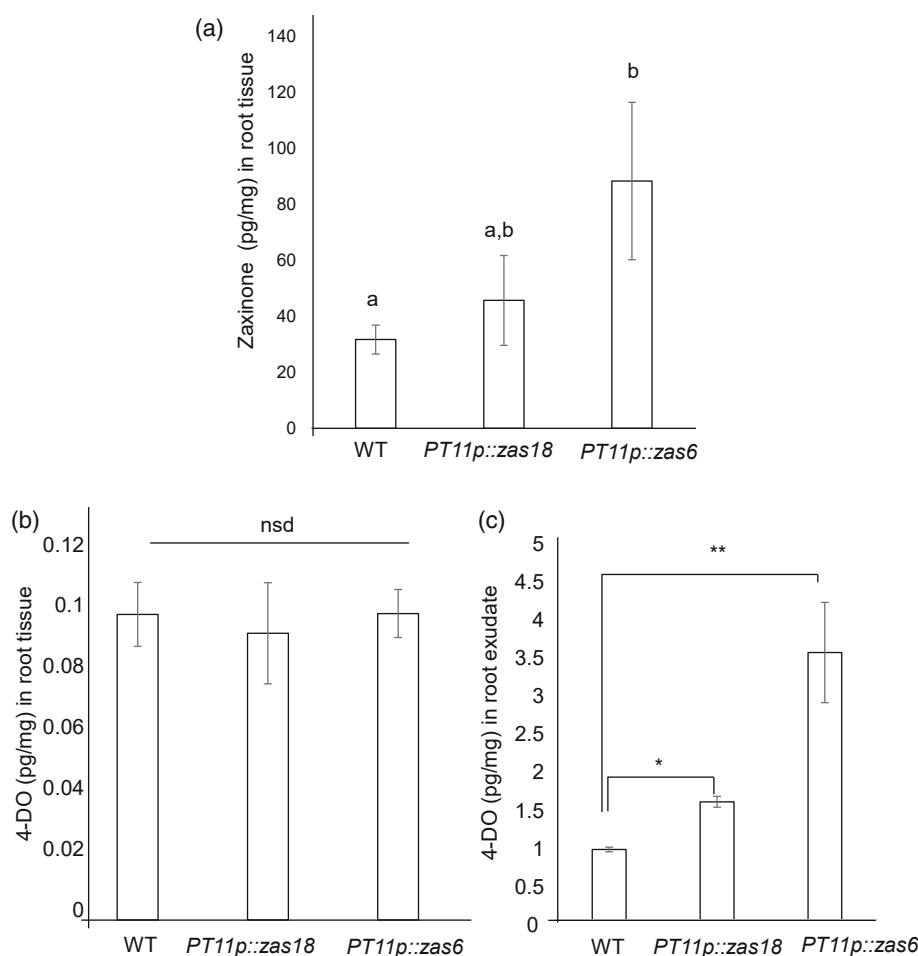 (a)
Zaxinone (pg/mg) in root tissue
140
120
100
80
60
40
20
0
a
a,b
b
WT
PT11p::zas18
PT11p::zas6
(b)
4-DO (pg/mg) in root tissue
0.12
0.1
0.08
0.06
0.04
0.02
0
nsd
WT
PT11p::zas18
PT11p::zas6
(c)
4-DO (pg/mg) in root exudate
5
4.5
4
3.5
3
2.5
2
1.5
1
0.5
0
**
*
WT
PT11p::zas18
PT11p::zas6